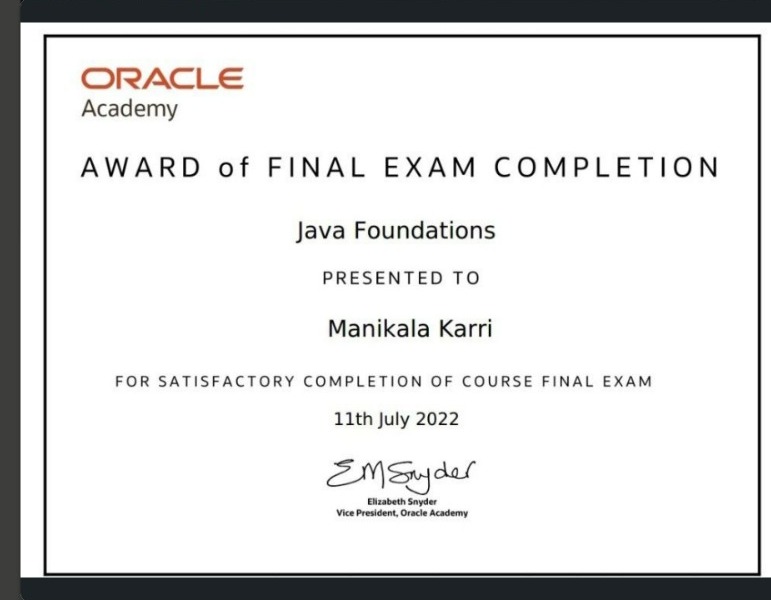 ORACLE
Academy
AWARD of FINAL EXAM COMPLETION
Java Foundations
PRESENTED TO
Manikala Karri
FOR SATISFACTORY COMPLETION OF COURSE FINAL EXAM
11th July 2022
EMSnyder
Elizabeth Snyder
Vice President, Oracle Academy